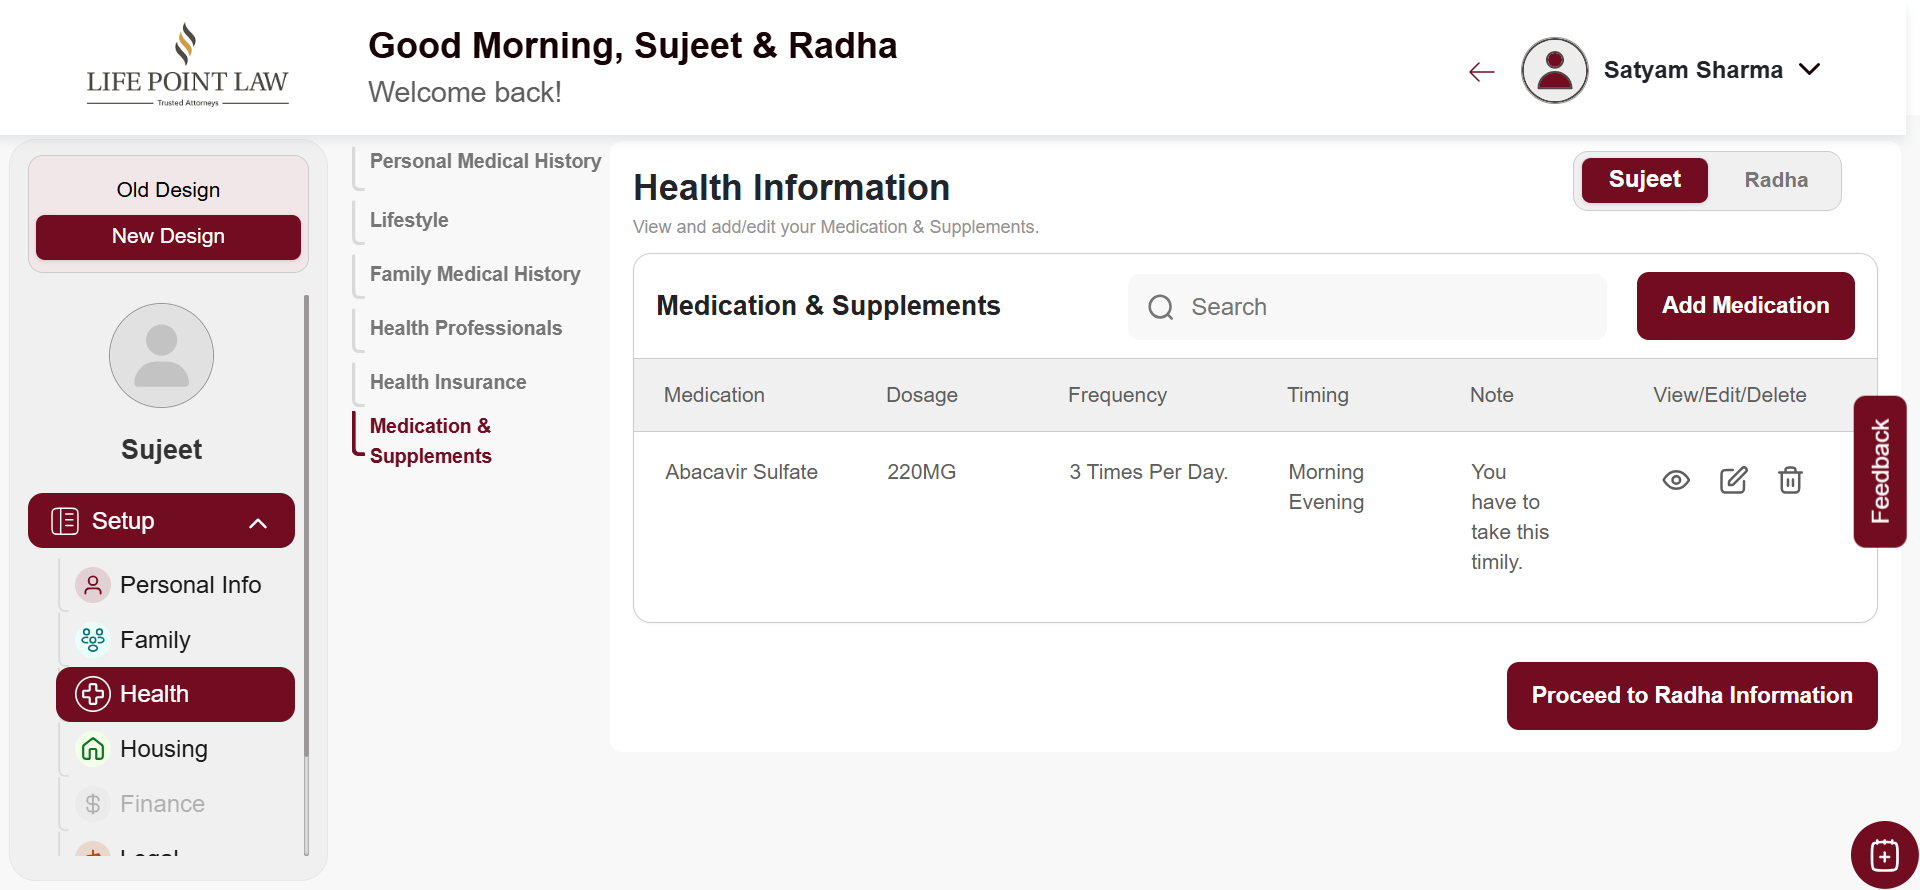 LIFE POINT LAW
Trusted Attorneys
Good Morning, Sujeet & Radha
Welcome back!
Satyam Sharma
Old Design
New Design
Sujeet
Setup
Personal Info
Family
Health
Housing
Finance
Legal
Personal Medical History
Lifestyle
Family Medical History
Health Professionals
Health Insurance
Medication &
Supplements
Health Information
View and add/edit your Medication & Supplements.
Sujeet
Radha
Medication & Supplements
Search
Add Medication
Medication Dosage Frequency Timing Note View/Edit/Delete
Abacavir Sulfate 220MG 3 Times Per Day. Morning You
Evening have to
take this
timily.
Proceed to Radha Information
Feedback